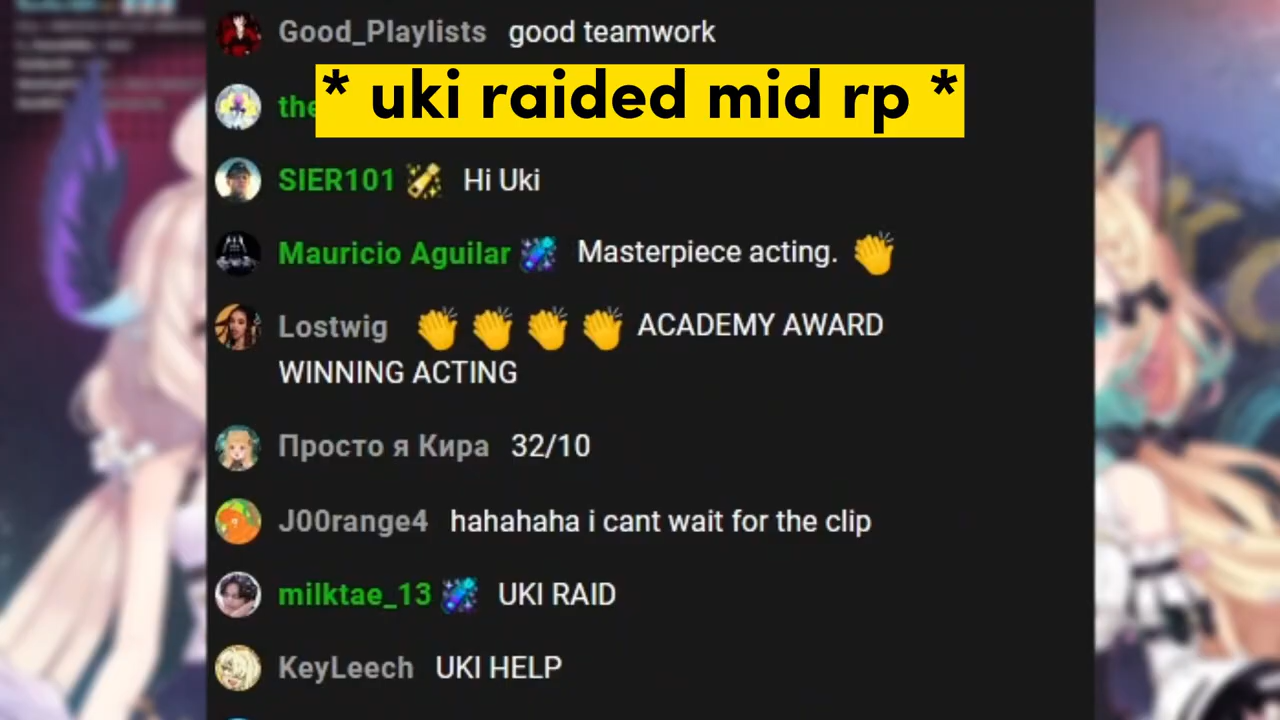 Good_Playlists good teamwork
the
* uki raided mid rp *
SIER101 Hi Uki
Mauricio Aguilar Masterpiece acting. 👏
Lostwig 👏 👏 👏 👏 ACADEMY AWARD
WINNING ACTING
Просто я Кира 32/10
J00range4 hahahaha i cant wait for the clip
milktae_13 UKI RAID
KeyLeech UKI HELP